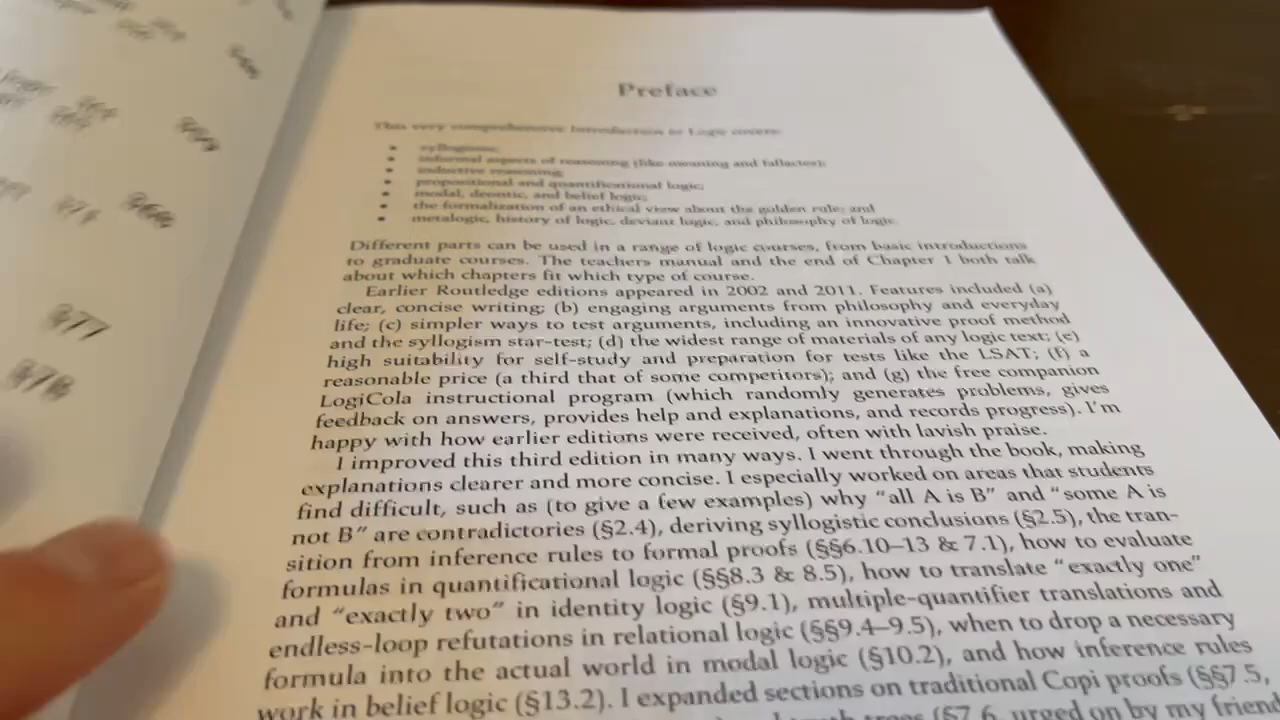 Preface
This very comprehensive Introduction to Logic covers:
• syllogisms;
• informal aspects of reasoning (like meaning and fallacies);
• inductive reasoning;
• propositional and quantificational logic;
• modal, deontic, and belief logic;
• the formalization of an ethical view about the golden rule; and
• metalogic, history of logic, deviant logic, and philosophy of logic.
Different parts can be used in a range of logic courses, from basic introductions
to graduate courses. The teachers manual and the end of Chapter 1 both talk
about which chapters fit which type of course.
Earlier Routledge editions appeared in 2002 and 2011. Features included (a)
clear, concise writing; (b) engaging arguments from philosophy and everyday
life; (c) simpler ways to test arguments, including an innovative proof method
and the syllogism star-test; (d) the widest range of materials of any logic text; (e)
high suitability for self-study and preparation for tests like the LSAT; (f) a
reasonable price (a third that of some competitors); and (g) the free companion
LogiCola instructional program (which randomly generates problems, gives
feedback on answers, provides help and explanations, and records progress). I'm
happy with how earlier editions were received, often with lavish praise.
I improved this third edition in many ways. I went through the book, making
explanations clearer and more concise. I especially worked on areas that students
find difficult, such as (to give a few examples) why "all A is B" and "some A is
not B" are contradictories (§2.4), deriving syllogistic conclusions (§2.5), the tran-
sition from inference rules to formal proofs (§§6.10–13 & 7.1), how to evaluate
formulas in quantificational logic (§§8.3 & 8.5), how to translate "exactly one"
and "exactly two" in identity logic (§9.1), multiple-quantifier translations and
endless-loop refutations in relational logic (§§9.4–9.5), when to drop a necessary
formula into the actual world in modal logic (§10.2), and how inference rules
work in belief logic (§13.2). I expanded sections on traditional Copi proofs (§§7.5,
trees (§7.6, urged on by my friend